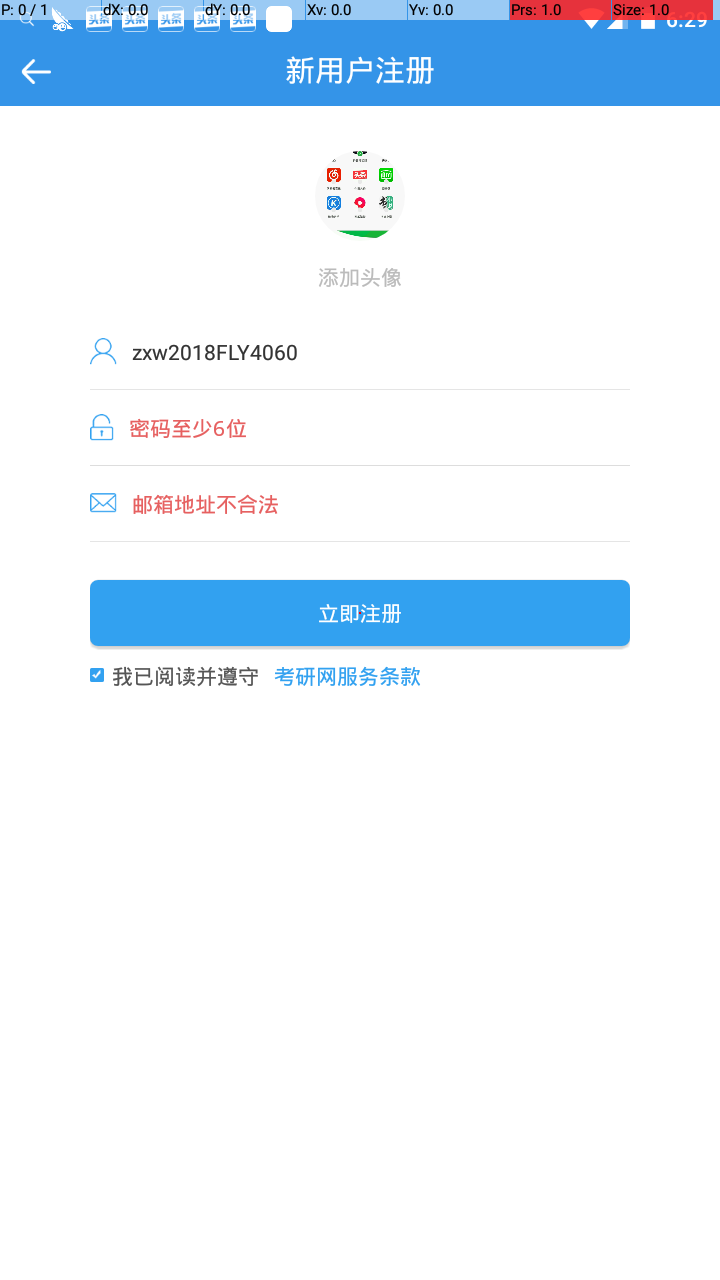 P: 0 / 1 dX: 0.0 dY: 0.0 Xv: 0.0 Yv: 0.0 Prs: 1.0 Size: 1.0
头条 头条 头条 头条 头条 6:29
新用户注册
头条
添加头像
zxw2018FLY4060
密码至少6位
邮箱地址不合法
立即注册
我已阅读并遵守 考研网服务条款